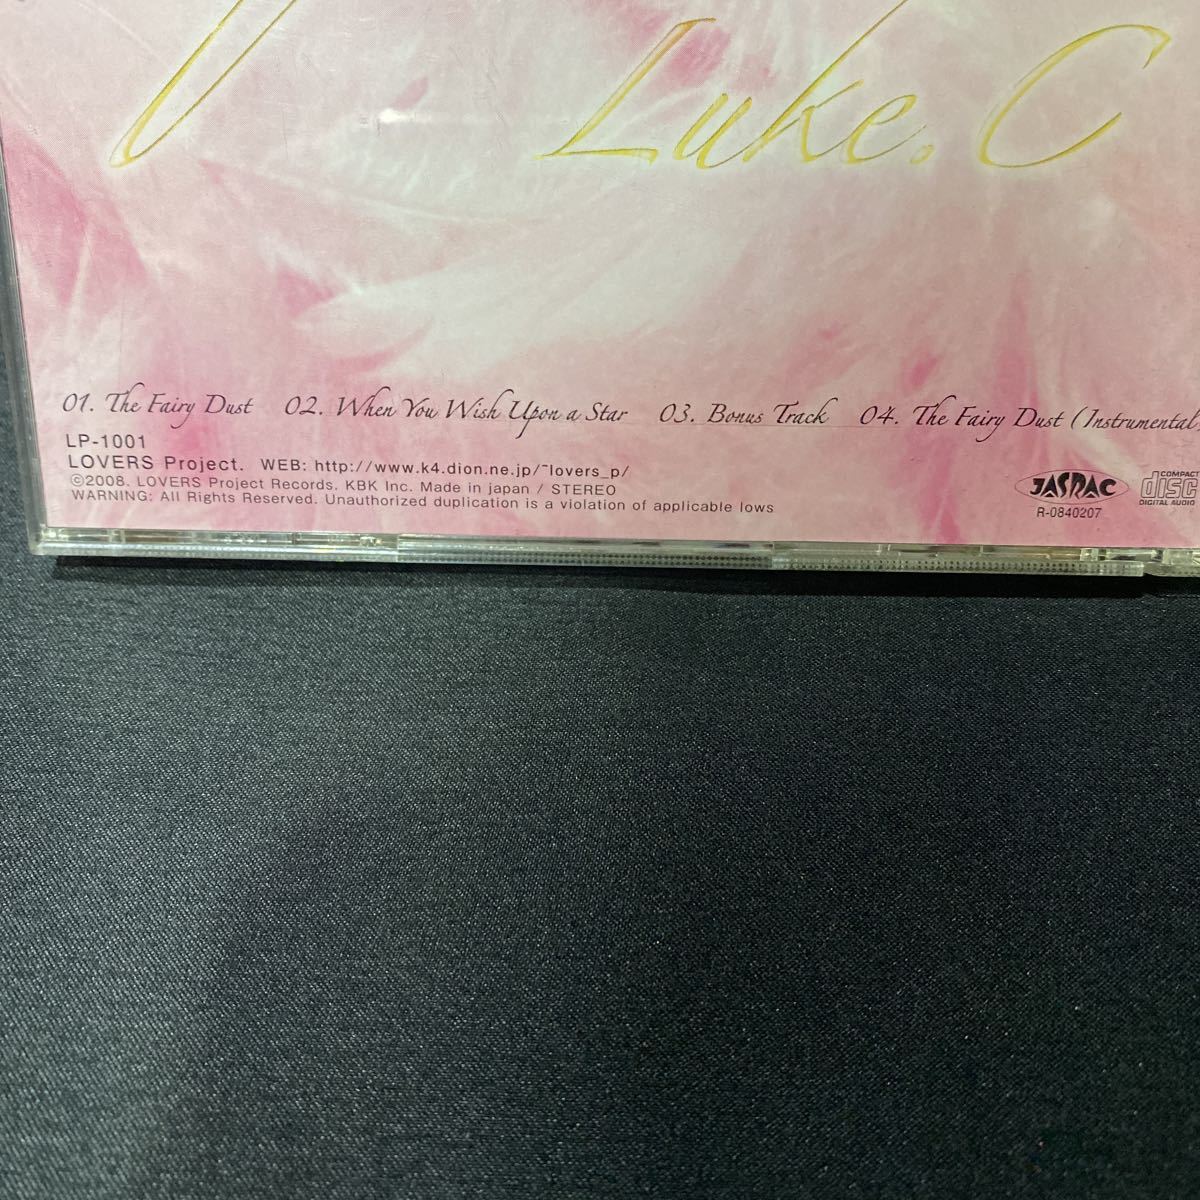 Luke.C
01. The Fairy Dust 02. When You Wish Upon a Star 03. Bonus Track 04. The Fairy Dust (Instrumental)
LP-1001
LOVERS Project. WEB: http://www.k4.dion.ne.jp/~lovers_p/
©2008. LOVERS Project Records. KBK Inc. Made in japan / STEREO
WARNING: All Rights Reserved. Unauthorized duplication is a violation of applicable lows
JASRAC
R-0840207
COMPACT
disc
DIGITAL AUDIO